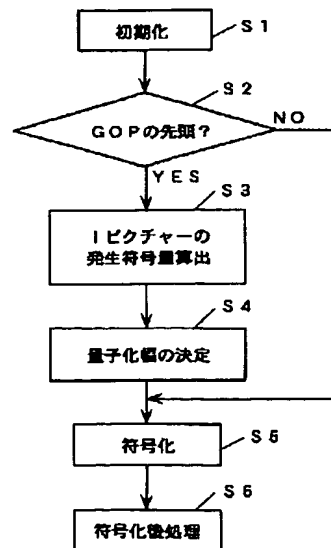 初期化
S1
S2
GOPの先頭?
NO
YES
S3
Iピクチャーの
発生符号量算出
S4
量子化幅の決定
S5
符号化
S6
符号化後処理